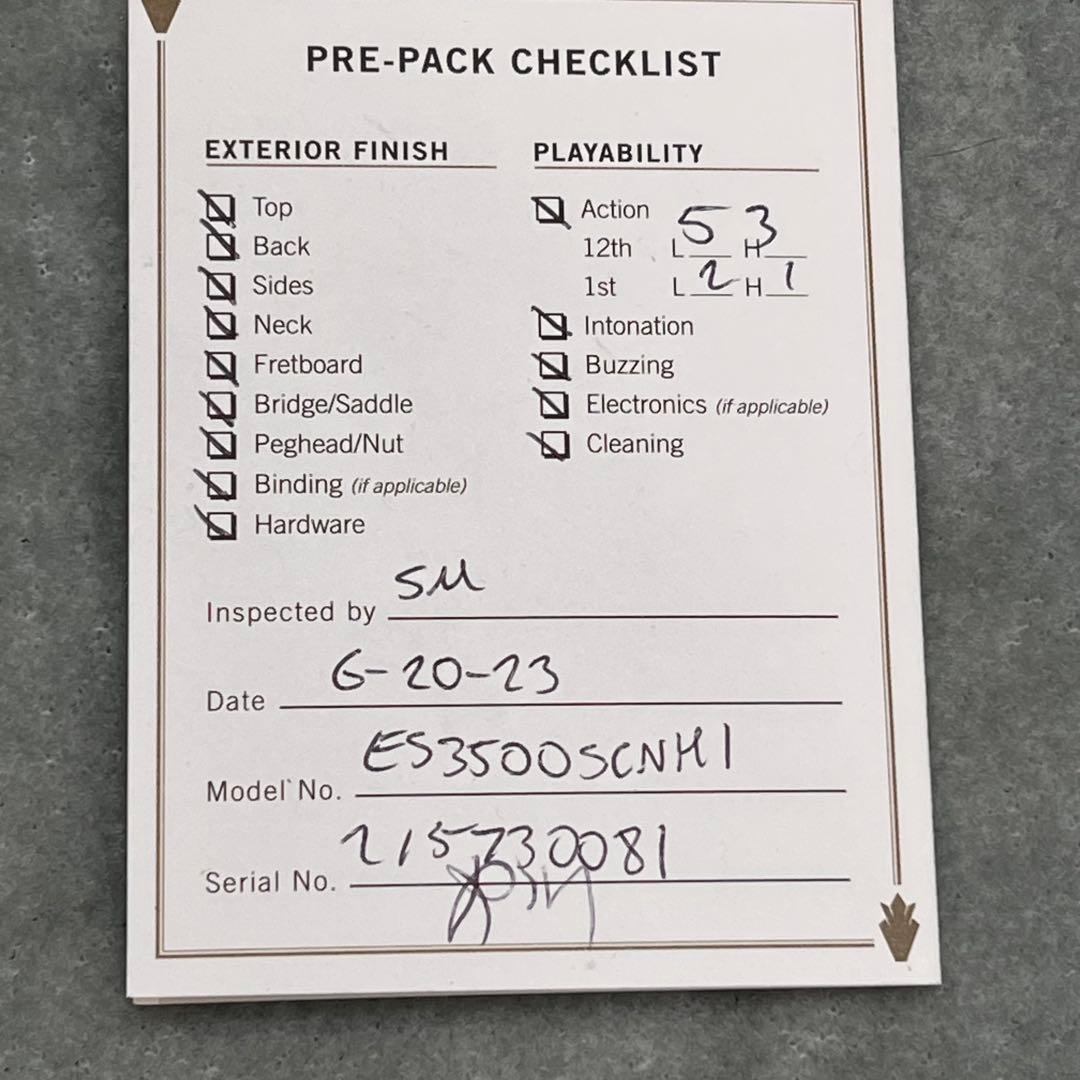 PRE-PACK CHECKLIST
EXTERIOR FINISH
Top
Back
Sides
Neck
Fretboard
Bridge/Saddle
Peghead/Nut
Binding (if applicable)
Hardware
PLAYABILITY
Action
12th L 5 H 3
1st L 2 H 1
Intonation
Buzzing
Electronics (if applicable)
Cleaning
Inspected by SM
Date 6-20-23
Model No. ES3500SCNH1
Serial No. 215730081